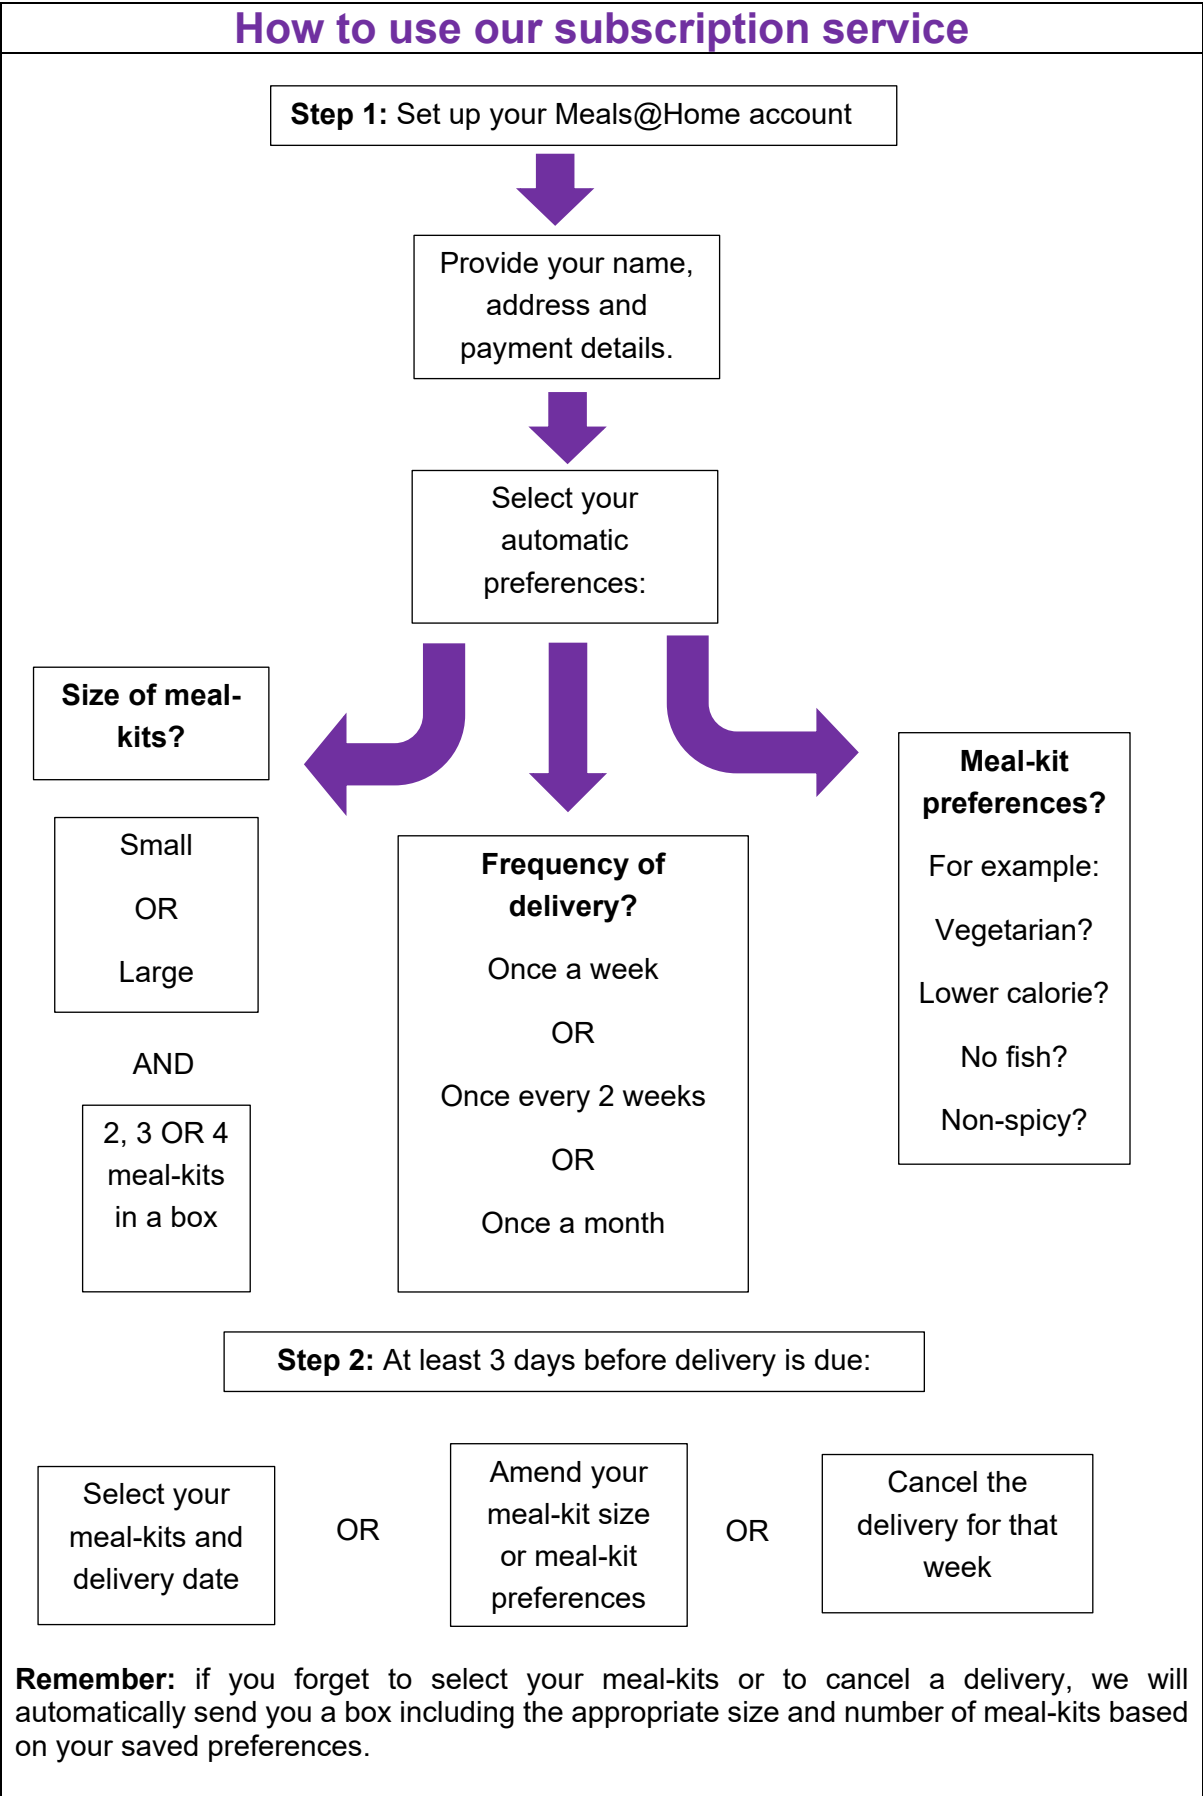 How to use our subscription service
Step 1: Set up your Meals@Home account
Provide your name,
address and
payment details.
Select your
automatic
preferences:
Size of meal-
kits?
Small
OR
Large
AND
2, 3 OR 4
meal-kits
in a box
Frequency of
delivery?
Once a week
OR
Once every 2 weeks
OR
Once a month
Meal-kit
preferences?
For example:
Vegetarian?
Lower calorie?
No fish?
Non-spicy?
Step 2: At least 3 days before delivery is due:
Select your
meal-kits and
delivery date
OR
Amend your
meal-kit size
or meal-kit
preferences
OR
Cancel the
delivery for that
week
Remember: if you forget to select your meal-kits or to cancel a delivery, we will
automatically send you a box including the appropriate size and number of meal-kits based
on your saved preferences.